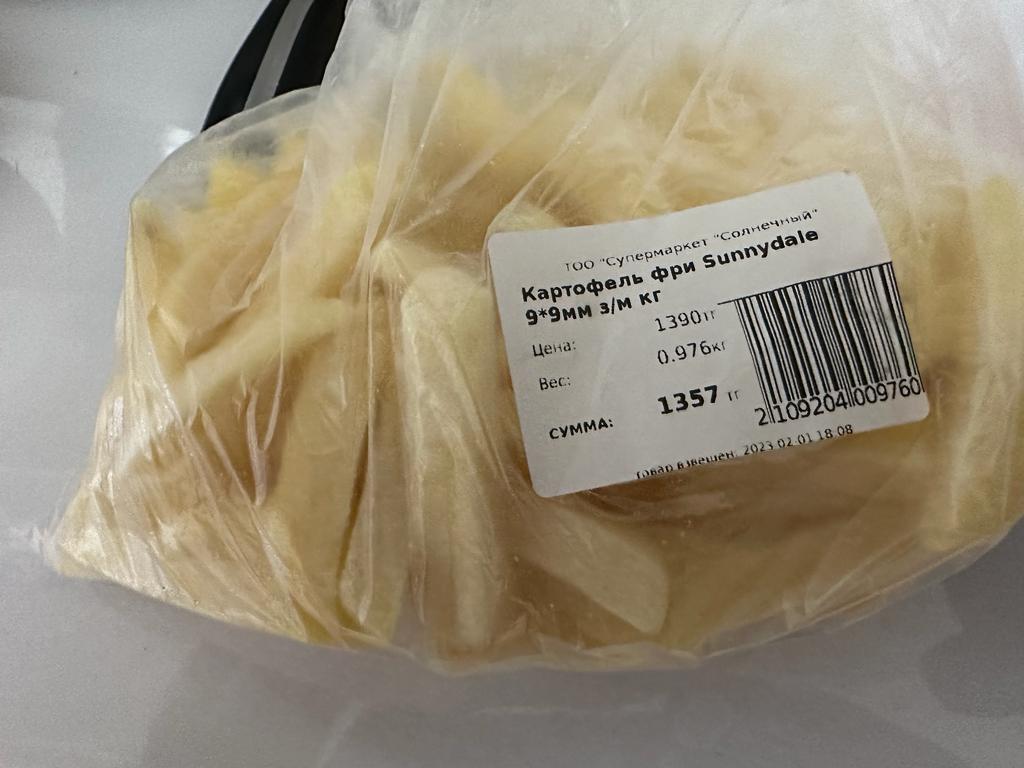 ТОО "Супермаркет "Солнечный"
Картофель фри Sunnydale
9*9мм з/м кг
Цена: 1390тг
Вес: 0.976кг
СУММА: 1357 тг
товар взвешен: 2023.02.01 18:08
2109204009760